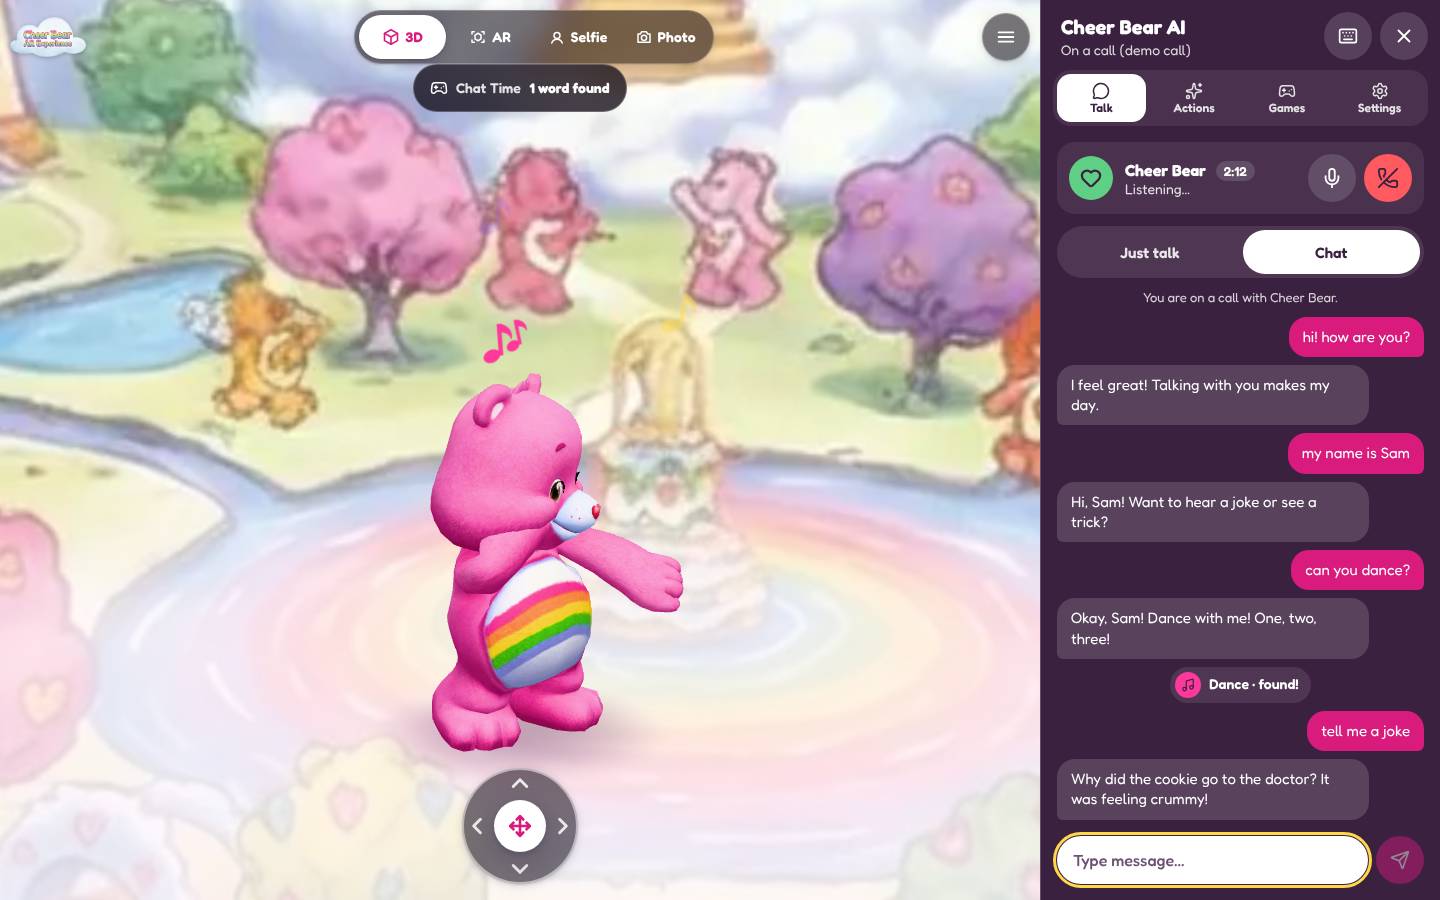 Cheer Bear
AR Experience
3D
AR
Selfie
Photo
Chat Time 1 word found
Cheer Bear AI
On a call (demo call)
Talk
Actions
Games
Settings
Cheer Bear 2:12
Listening...
Just talk
Chat
You are on a call with Cheer Bear.
hi! how are you?
I feel great! Talking with you makes my
day.
my name is Sam
Hi, Sam! Want to hear a joke or see a
trick?
can you dance?
Okay, Sam! Dance with me! One, two,
three!
Dance · found!
tell me a joke
Why did the cookie go to the doctor? It
was feeling crummy!
Type message...